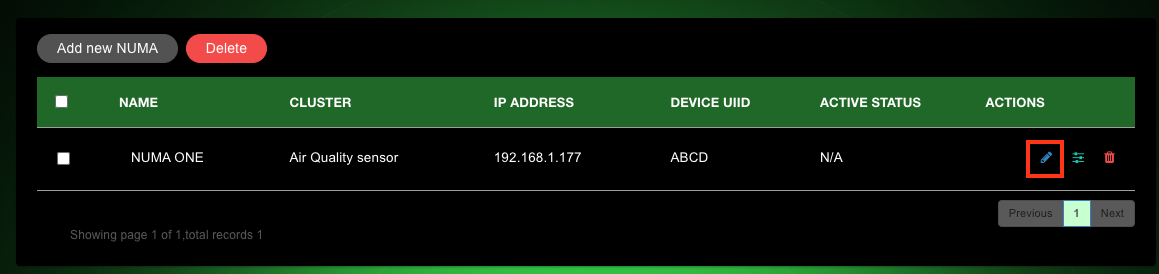 Add new NUMA Delete
NAME CLUSTER IP ADDRESS DEVICE UIID ACTIVE STATUS ACTIONS
NUMA ONE Air Quality sensor 192.168.1.177 ABCD N/A
Previous 1 Next
Showing page 1 of 1,total records 1